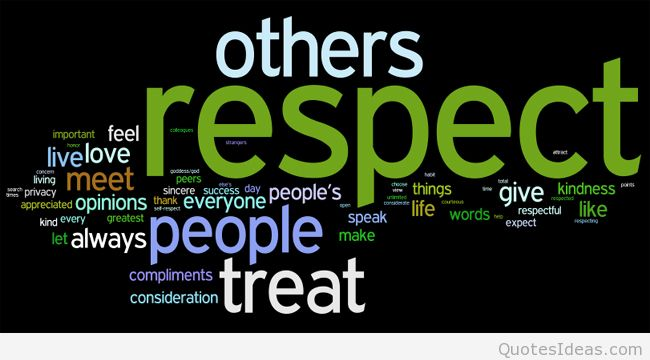 others
respect
important feel colleagues
strangers
honor
live love
attract
concern
living meet
goddess/god
peers
search
times
privacy
sincere
else's
success day people's
choose
view
habit
things
total
time
give kindness
points
appreciated opinions
thank
self-respect
everyone
open
unlimited
considerate
life
courteous
respected
respectful
like
kind every greatest
people
speak
words
help
expect
respecting
let always
make
compliments
treat
consideration
QuotesIdeas.com